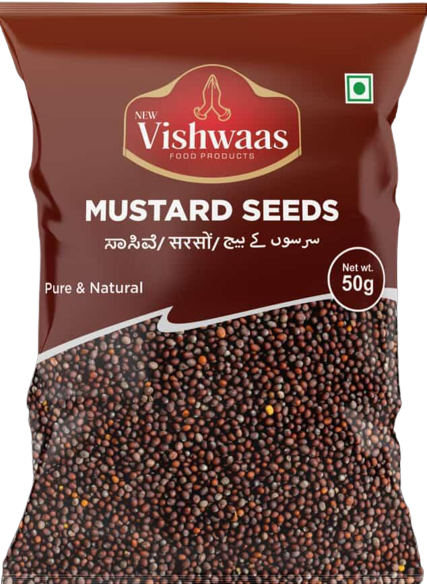 NEW
Vishwaas
FOOD PRODUCTS
MUSTARD SEEDS
ಸಾಸಿವೆ/ सरसों/ سرسوں کے بیج
Net wt.
50g
Pure & Natural